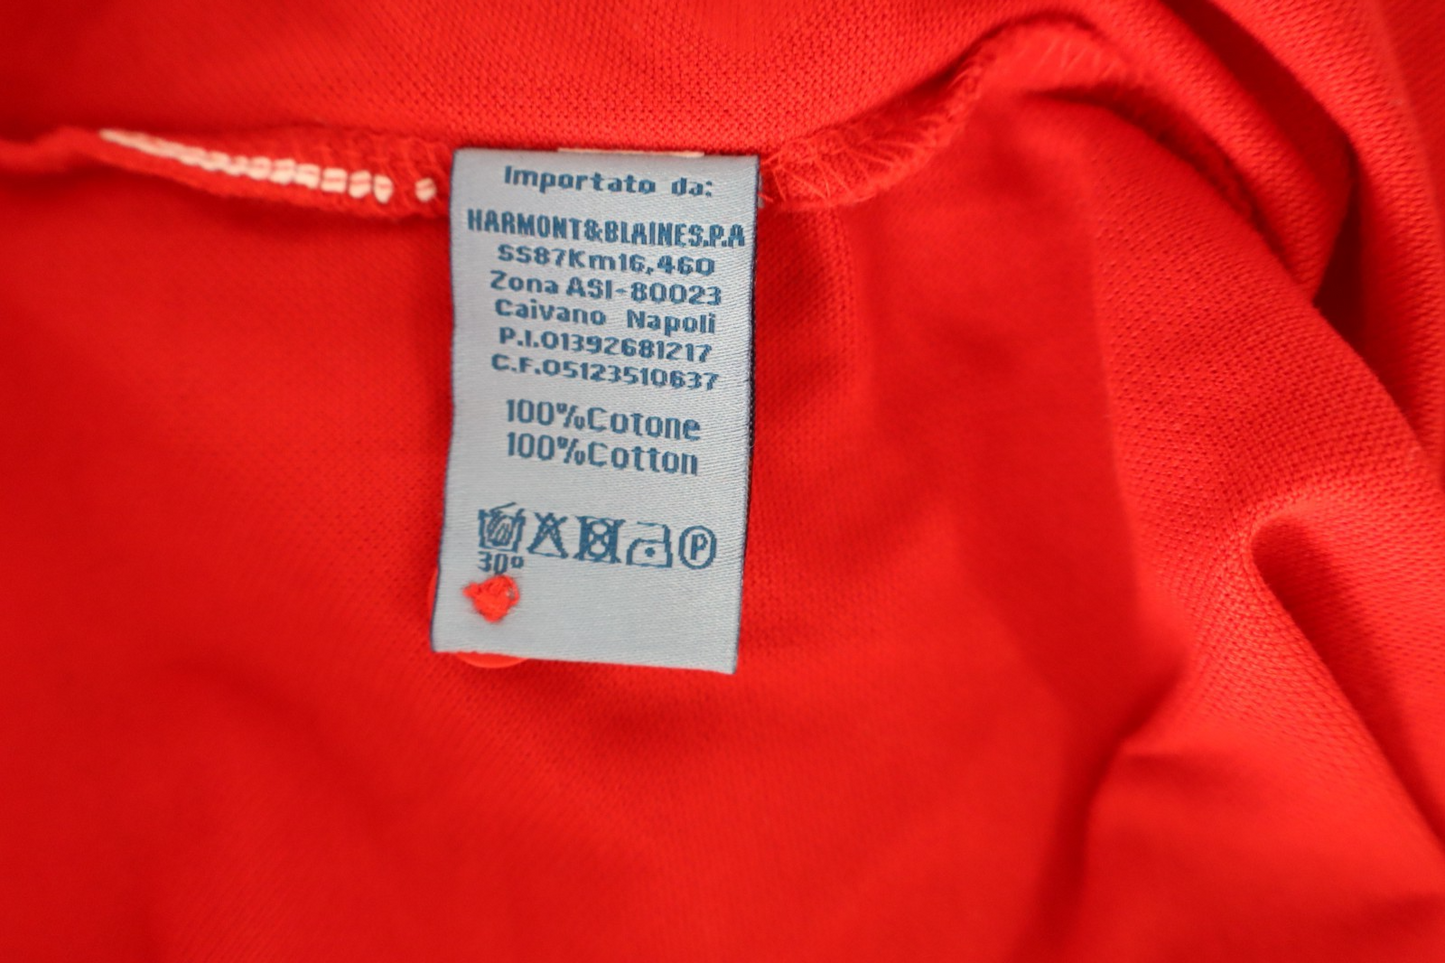 Importato da:
HARMONT&BLAINES.P.A
SS87Km16,460
Zona ASI-80023
Caivano Napoli
P.I.01392681217
C.F.05123510637
100%Cotone
100%Cotton
30°
P